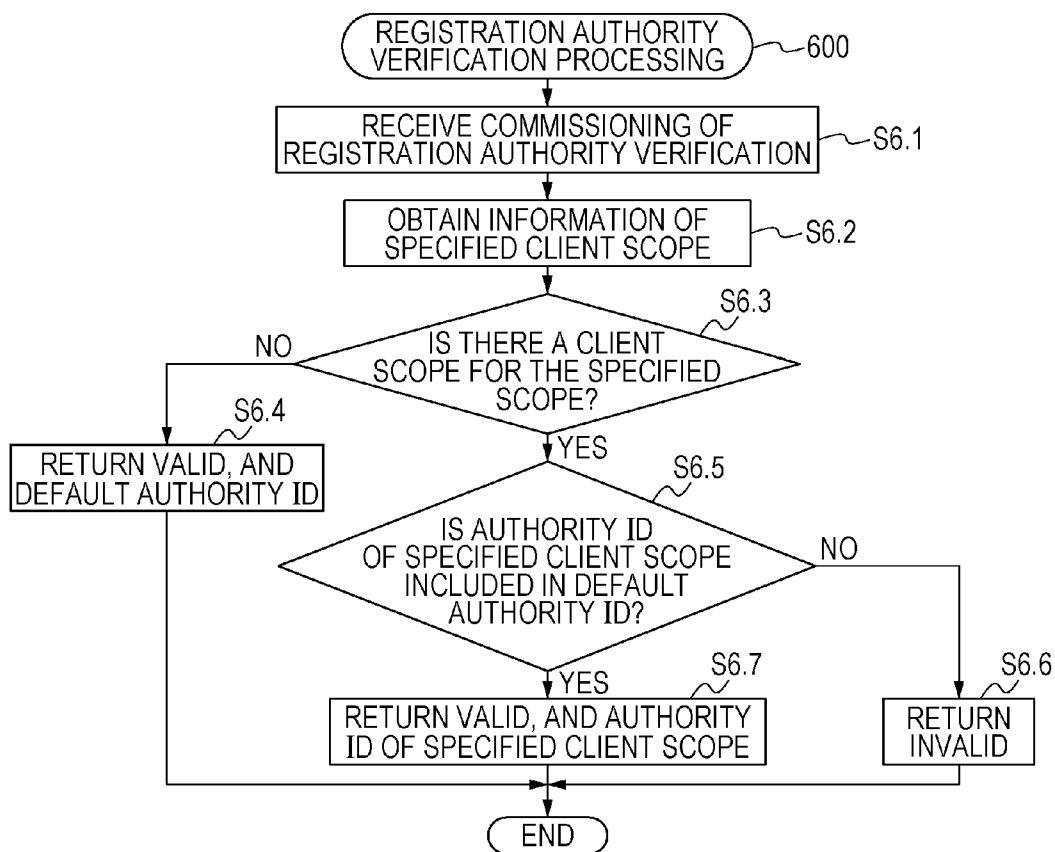 REGISTRATION AUTHORITY
VERIFICATION PROCESSING
600
RECEIVE COMMISSIONING OF
REGISTRATION AUTHORITY VERIFICATION
S6.1
OBTAIN INFORMATION OF
SPECIFIED CLIENT SCOPE
S6.2
S6.3
IS THERE A CLIENT
SCOPE FOR THE SPECIFIED
SCOPE?
NO
YES
S6.4
RETURN VALID, AND
DEFAULT AUTHORITY ID
S6.5
IS AUTHORITY ID
OF SPECIFIED CLIENT SCOPE
INCLUDED IN DEFAULT
AUTHORITY ID?
NO
YES
S6.7
RETURN VALID, AND AUTHORITY
ID OF SPECIFIED CLIENT SCOPE
S6.6
RETURN
INVALID
END